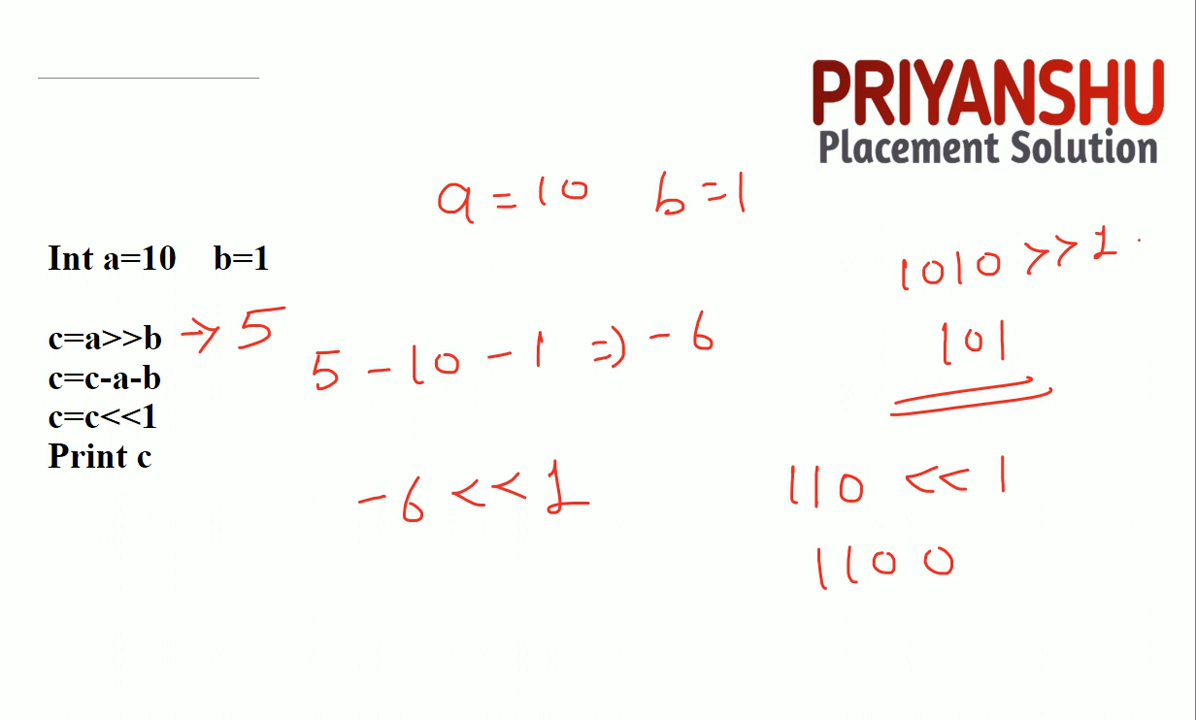 PRIYANSHU
Placement Solution
a = 10 b = 1
Int a=10 b=1
1010 >> 1
c=a>>b → 5
101
5 - 10 - 1 => - 6
c=c-a-b
c=c<<1
Print c
- 6 << 1
110 << 1
1100